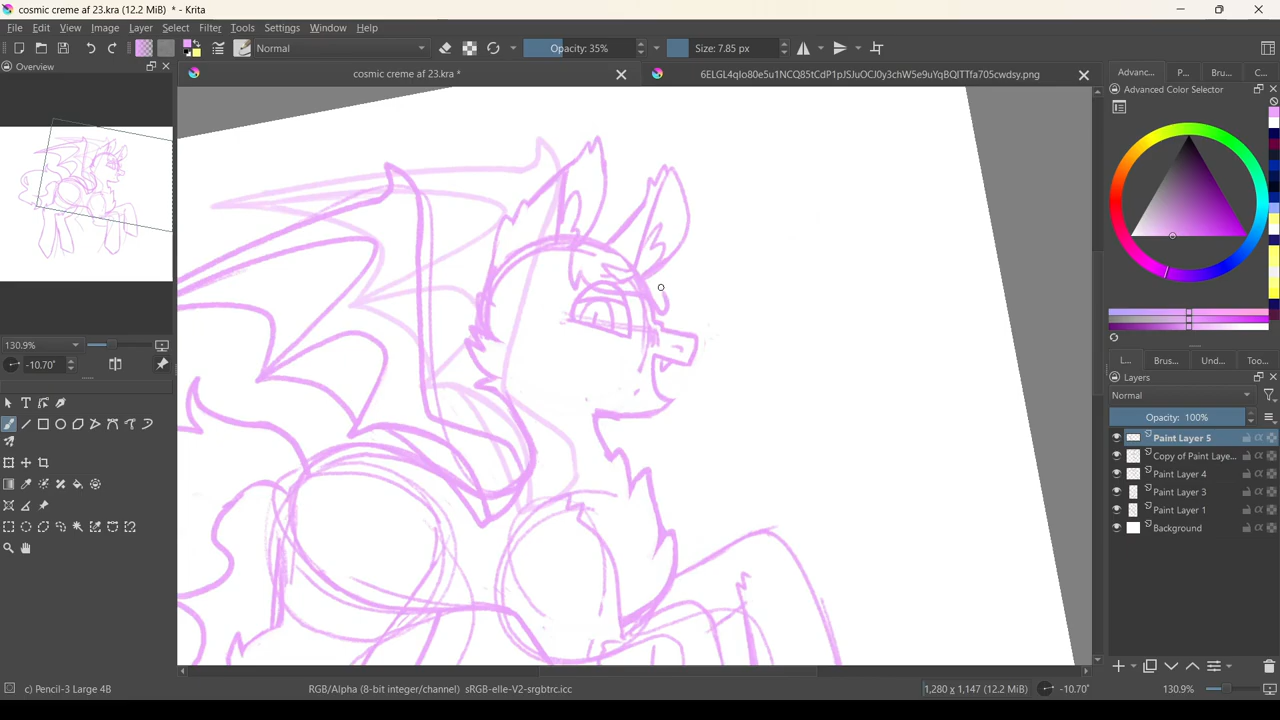 cosmic creme af 23.kra (12.2 MiB) * - Krita
File Edit View Image Layer Select Filter Tools Settings Window Help
Normal Opacity: 35% Size: 7.85 px
Overview
cosmic creme af 23.kra * 
Advanc... P... Bru... C...
Advanced Color Selector
130.9%
-10.70°
L... Brus... Und... Too...
Layers
Normal
Opacity: 100%
Paint Layer 5
Copy of Paint Laye...
Paint Layer 4
Paint Layer 3
Paint Layer 1
Background
c) Pencil-3 Large 4B RGB/Alpha (8-bit integer/channel) sRGB-elle-V2-srgbtrc.icc 1,280 x 1,147 (12.2 MiB) -10.70° 130.9%